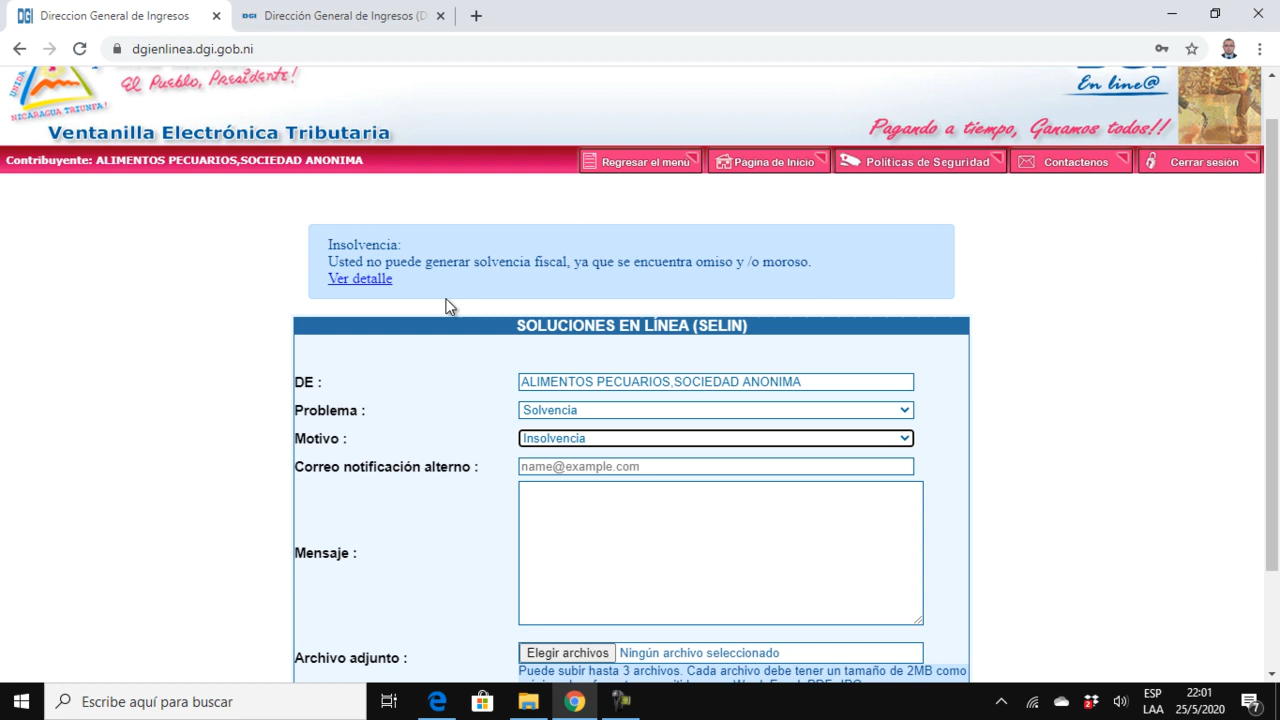 Direccion General de Ingresos
Dirección General de Ingresos (D
dgienlinea.dgi.gob.ni
El Pueblo, Presidente!
UNIDA
NICARAGUA TRIUNFA!
En line@
Ventanilla Electrónica Tributaria
Pagando a tiempo, Ganamos todos!!
Contribuyente: ALIMENTOS PECUARIOS,SOCIEDAD ANONIMA
Regresar el menú
Página de Inicio
Políticas de Seguridad
Contactenos
Cerrar sesión
Insolvencia:
Usted no puede generar solvencia fiscal, ya que se encuentra omiso y /o moroso.
Ver detalle
SOLUCIONES EN LÍNEA (SELIN)
DE : ALIMENTOS PECUARIOS,SOCIEDAD ANONIMA
Problema : Solvencia
Motivo : Insolvencia
Correo notificación alterno : name@example.com
Mensaje :
Archivo adjunto : Elegir archivos Ningún archivo seleccionado
Puede subir hasta 3 archivos. Cada archivo debe tener un tamaño de 2MB como
Escribe aquí para buscar
ESP
LAA
22:01
25/5/2020
7